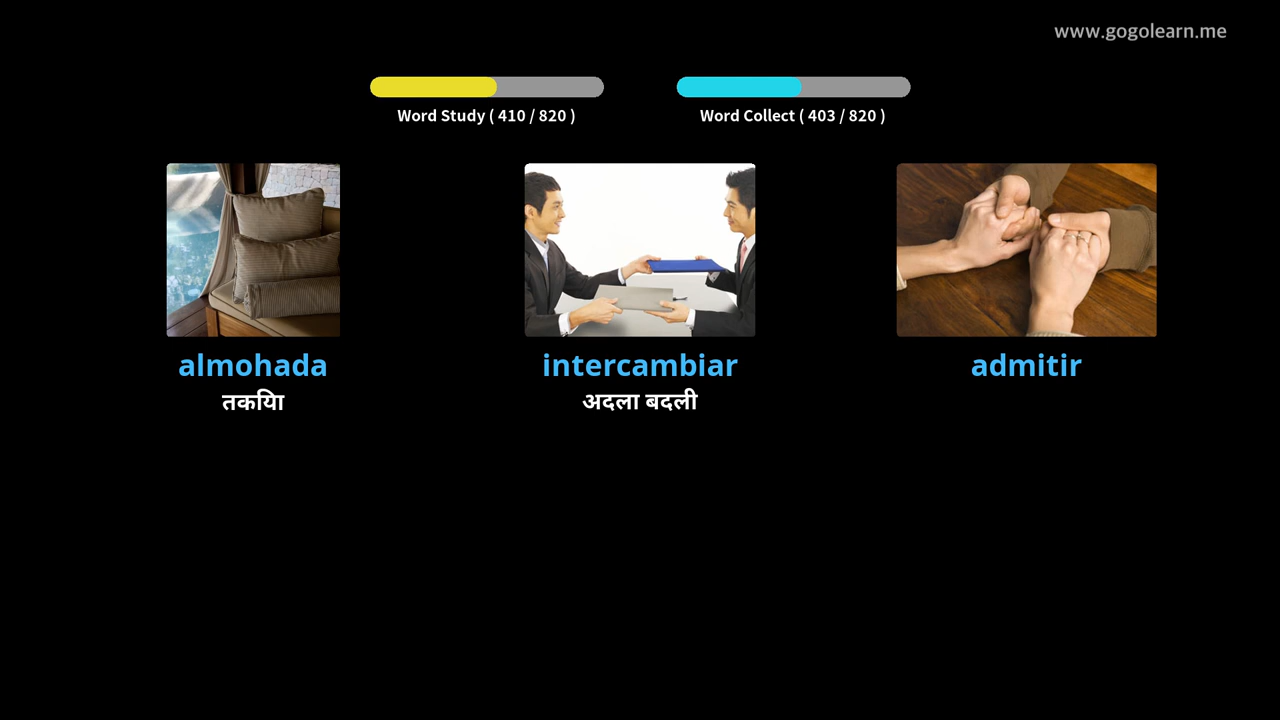 www.gogolearn.me
Word Study ( 410 / 820 )
Word Collect ( 403 / 820 )
almohada
intercambiar
admitir
तकिया
अदला बदली